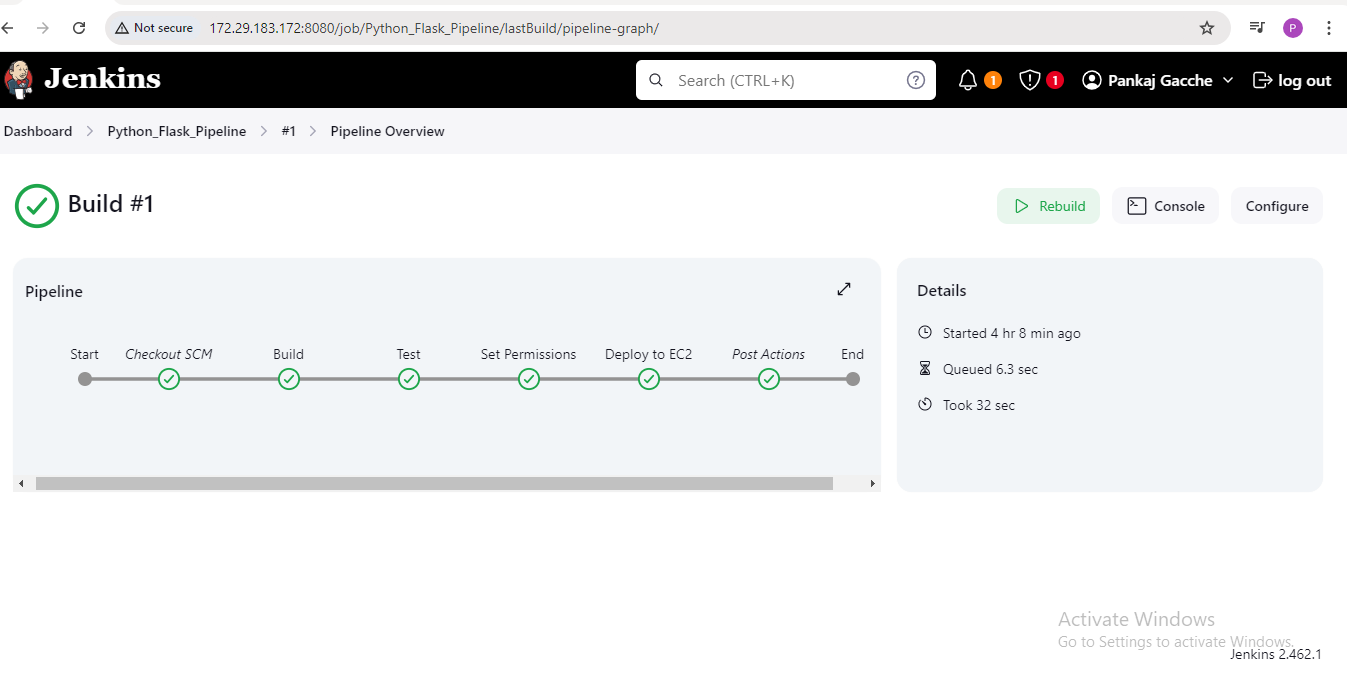 Not secure 172.29.183.172:8080/job/Python_Flask_Pipeline/lastBuild/pipeline-graph/ P
Jenkins Search (CTRL+K) ? 1 1 Pankaj Gacche log out
Dashboard Python_Flask_Pipeline #1 Pipeline Overview
Build #1 Rebuild Console Configure
Pipeline
Start Checkout SCM Build Test Set Permissions Deploy to EC2 Post Actions End
Details
Started 4 hr 8 min ago
Queued 6.3 sec
Took 32 sec
Activate Windows
Go to Settings to activate Windows.
Jenkins 2.462.1